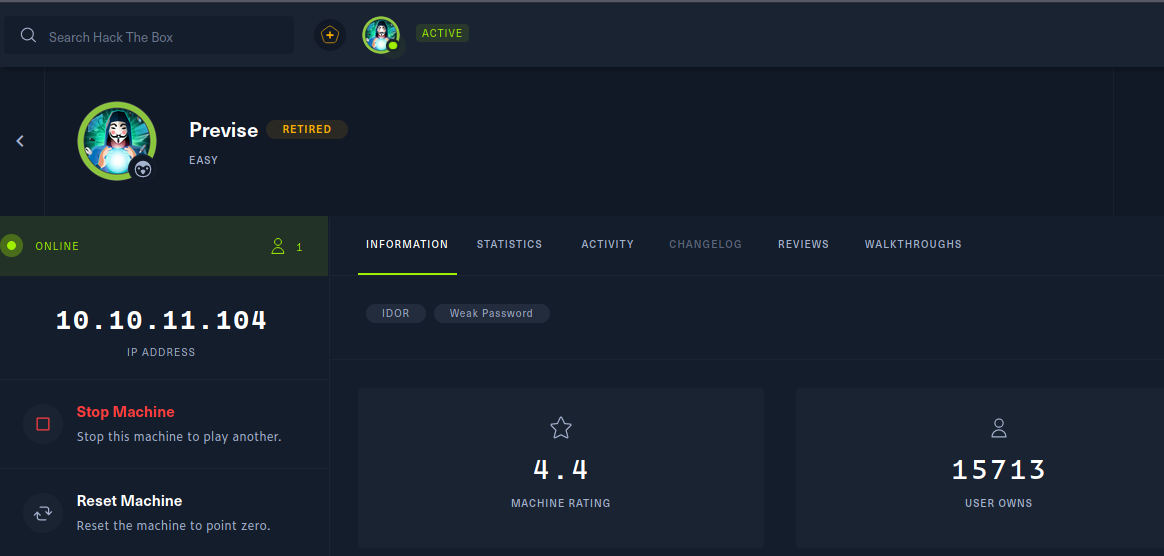 Search Hack The Box
ACTIVE
Previse RETIRED
EASY
ONLINE 1
INFORMATION STATISTICS ACTIVITY CHANGELOG REVIEWS WALKTHROUGHS
10.10.11.104
IP ADDRESS
IDOR Weak Password
Stop Machine
Stop this machine to play another.
Reset Machine
Reset the machine to point zero.
4.4
MACHINE RATING
15713
USER OWNS